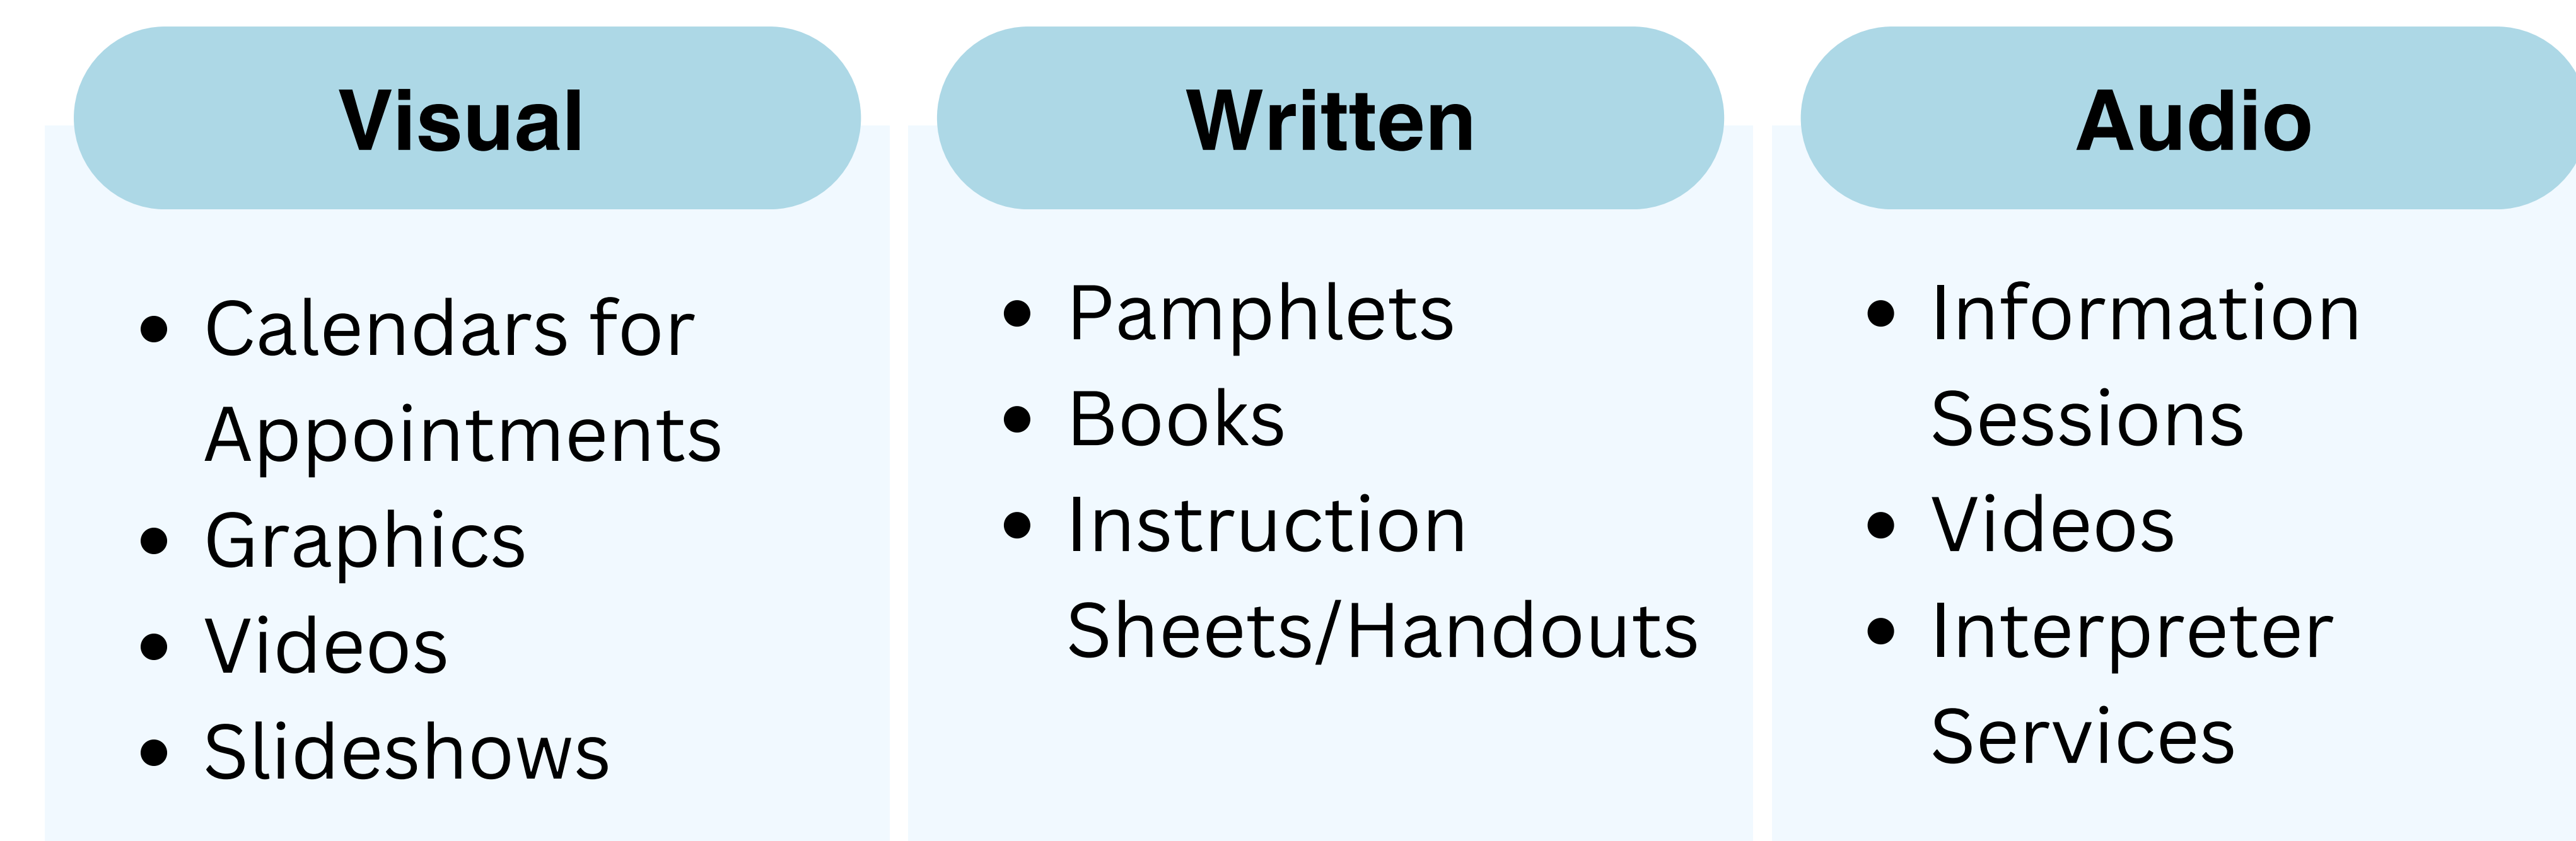 Visual
• Calendars for
Appointments
• Graphics
• Videos
• Slideshows
Written
• Pamphlets
• Books
• Instruction
Sheets/Handouts
Audio
• Information
Sessions
• Videos
• Interpreter
Services